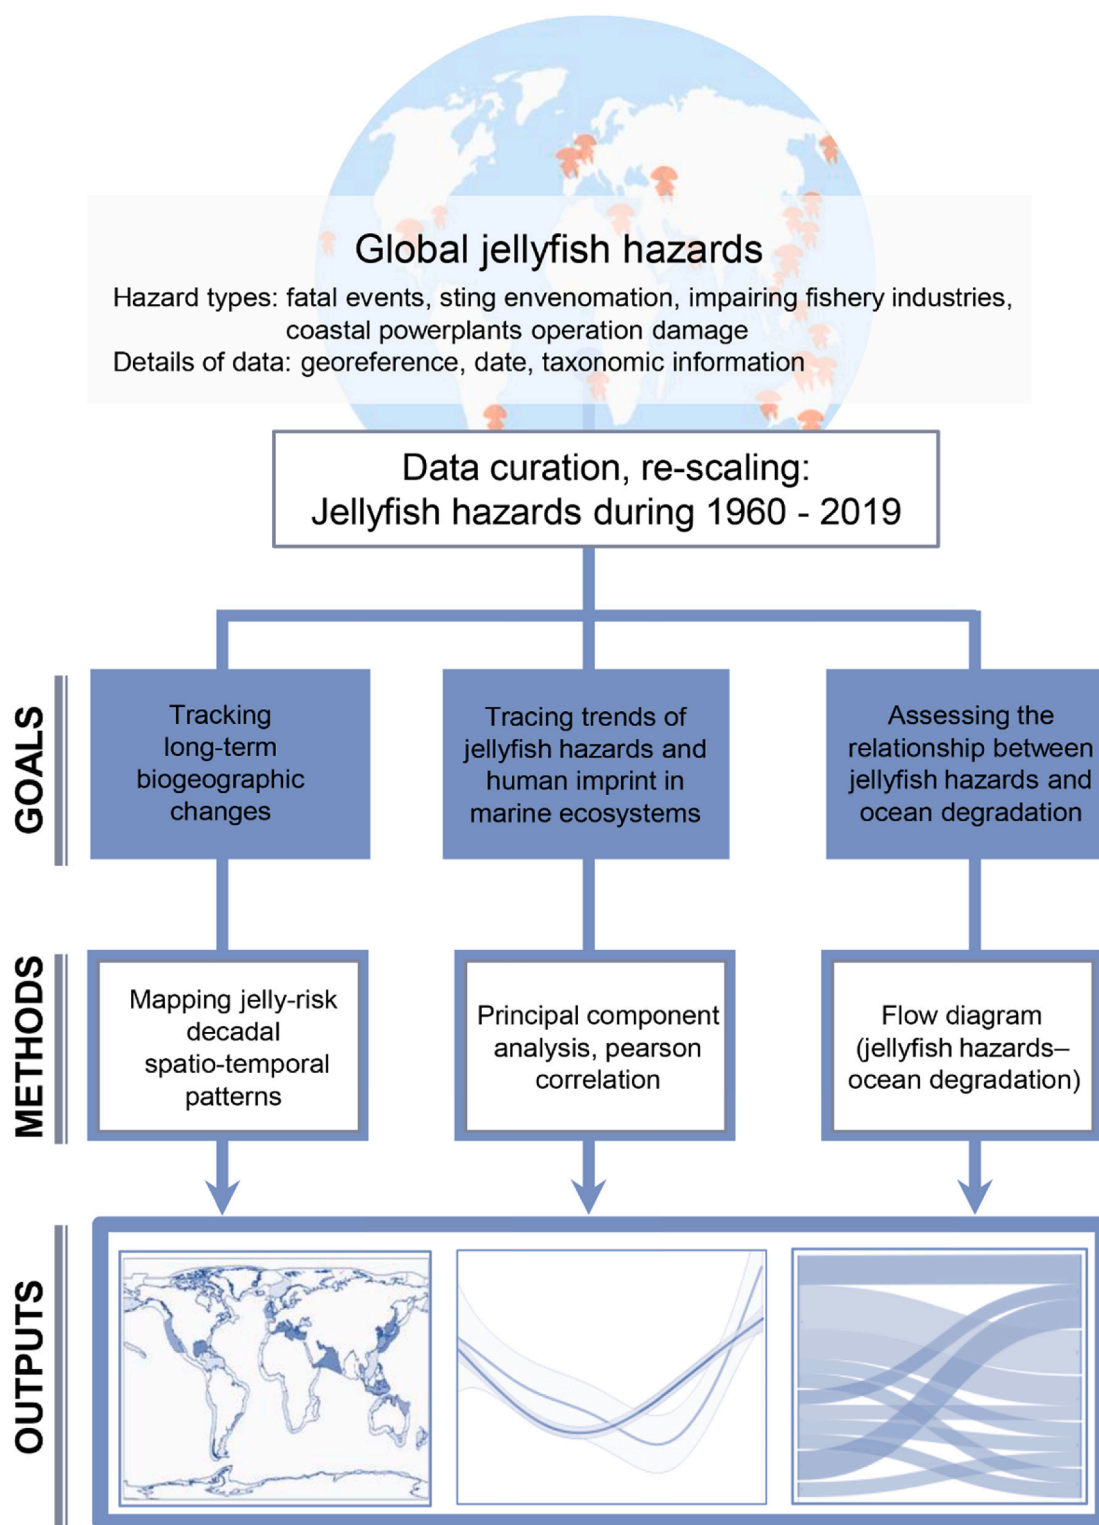 Global jellyfish hazards
Hazard types: fatal events, sting envenomation, impairing fishery industries,
coastal powerplants operation damage
Details of data: georeference, date, taxonomic information
Data curation, re-scaling:
Jellyfish hazards during 1960 - 2019
GOALS
Tracking
long-term
biogeographic
changes
Tracing trends of
jellyfish hazards and
human imprint in
marine ecosystems
Assessing the
relationship between
jellyfish hazards and
ocean degradation
METHODS
Mapping jelly-risk
decadal
spatio-temporal
patterns
Principal component
analysis, pearson
correlation
Flow diagram
(jellyfish hazards–
ocean degradation)
OUTPUTS